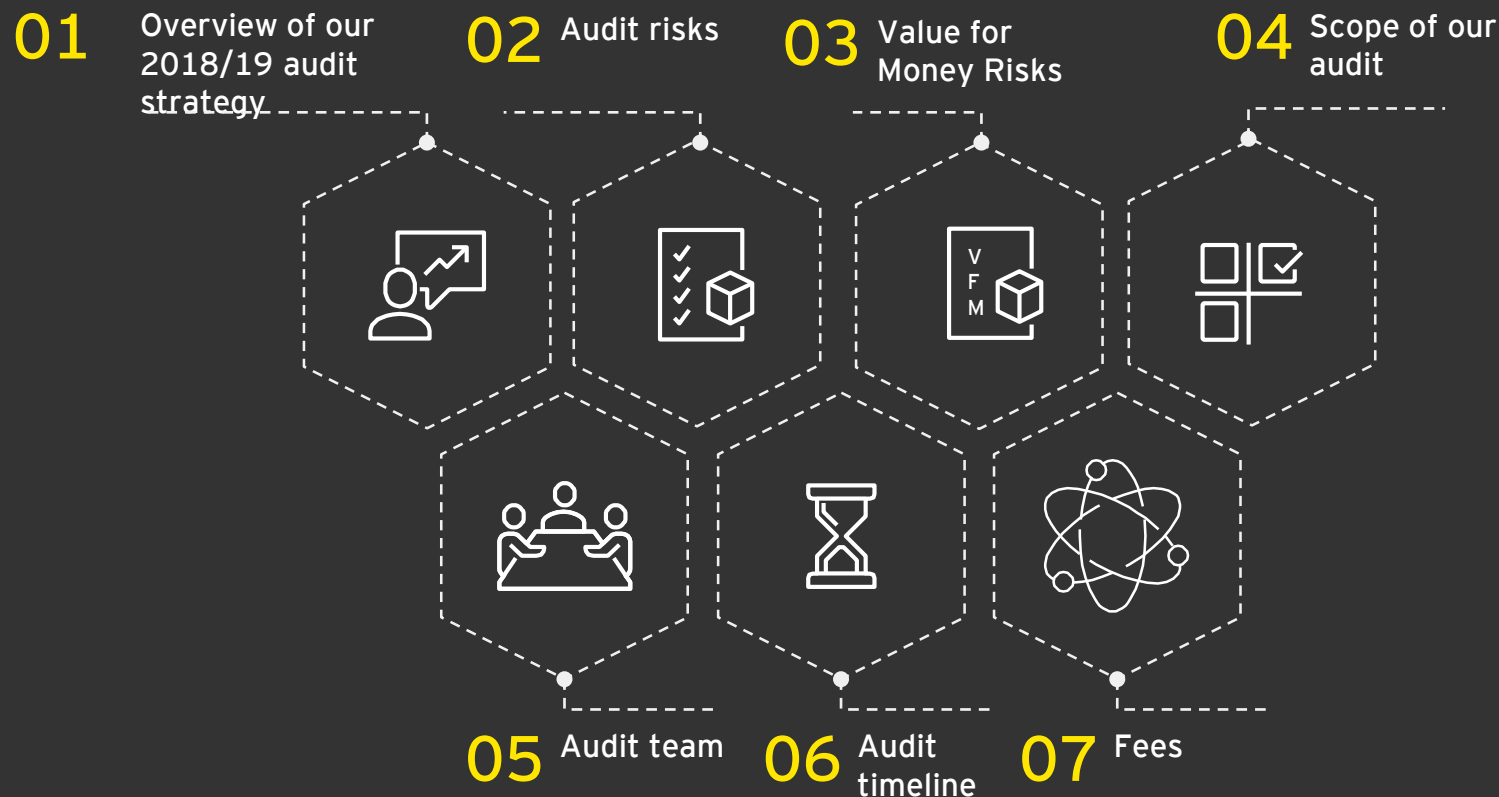 01
Overview of our
2018/19 audit
strategy
02
Audit risks
03
Value for
Money Risks
04
Scope of our
audit
V
F
M
05
Audit team
06
Audit
timeline
07
Fees